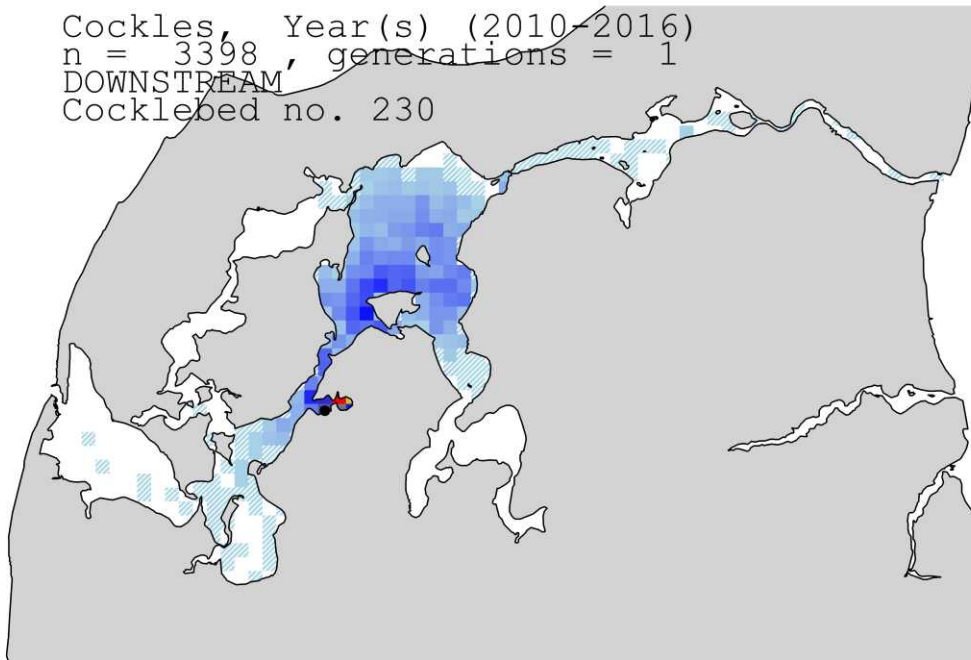 Cockles, Year(s) (2010-2016)
n = 3398 , generations = 1
DOWNSTREAM
Cocklebed no. 230